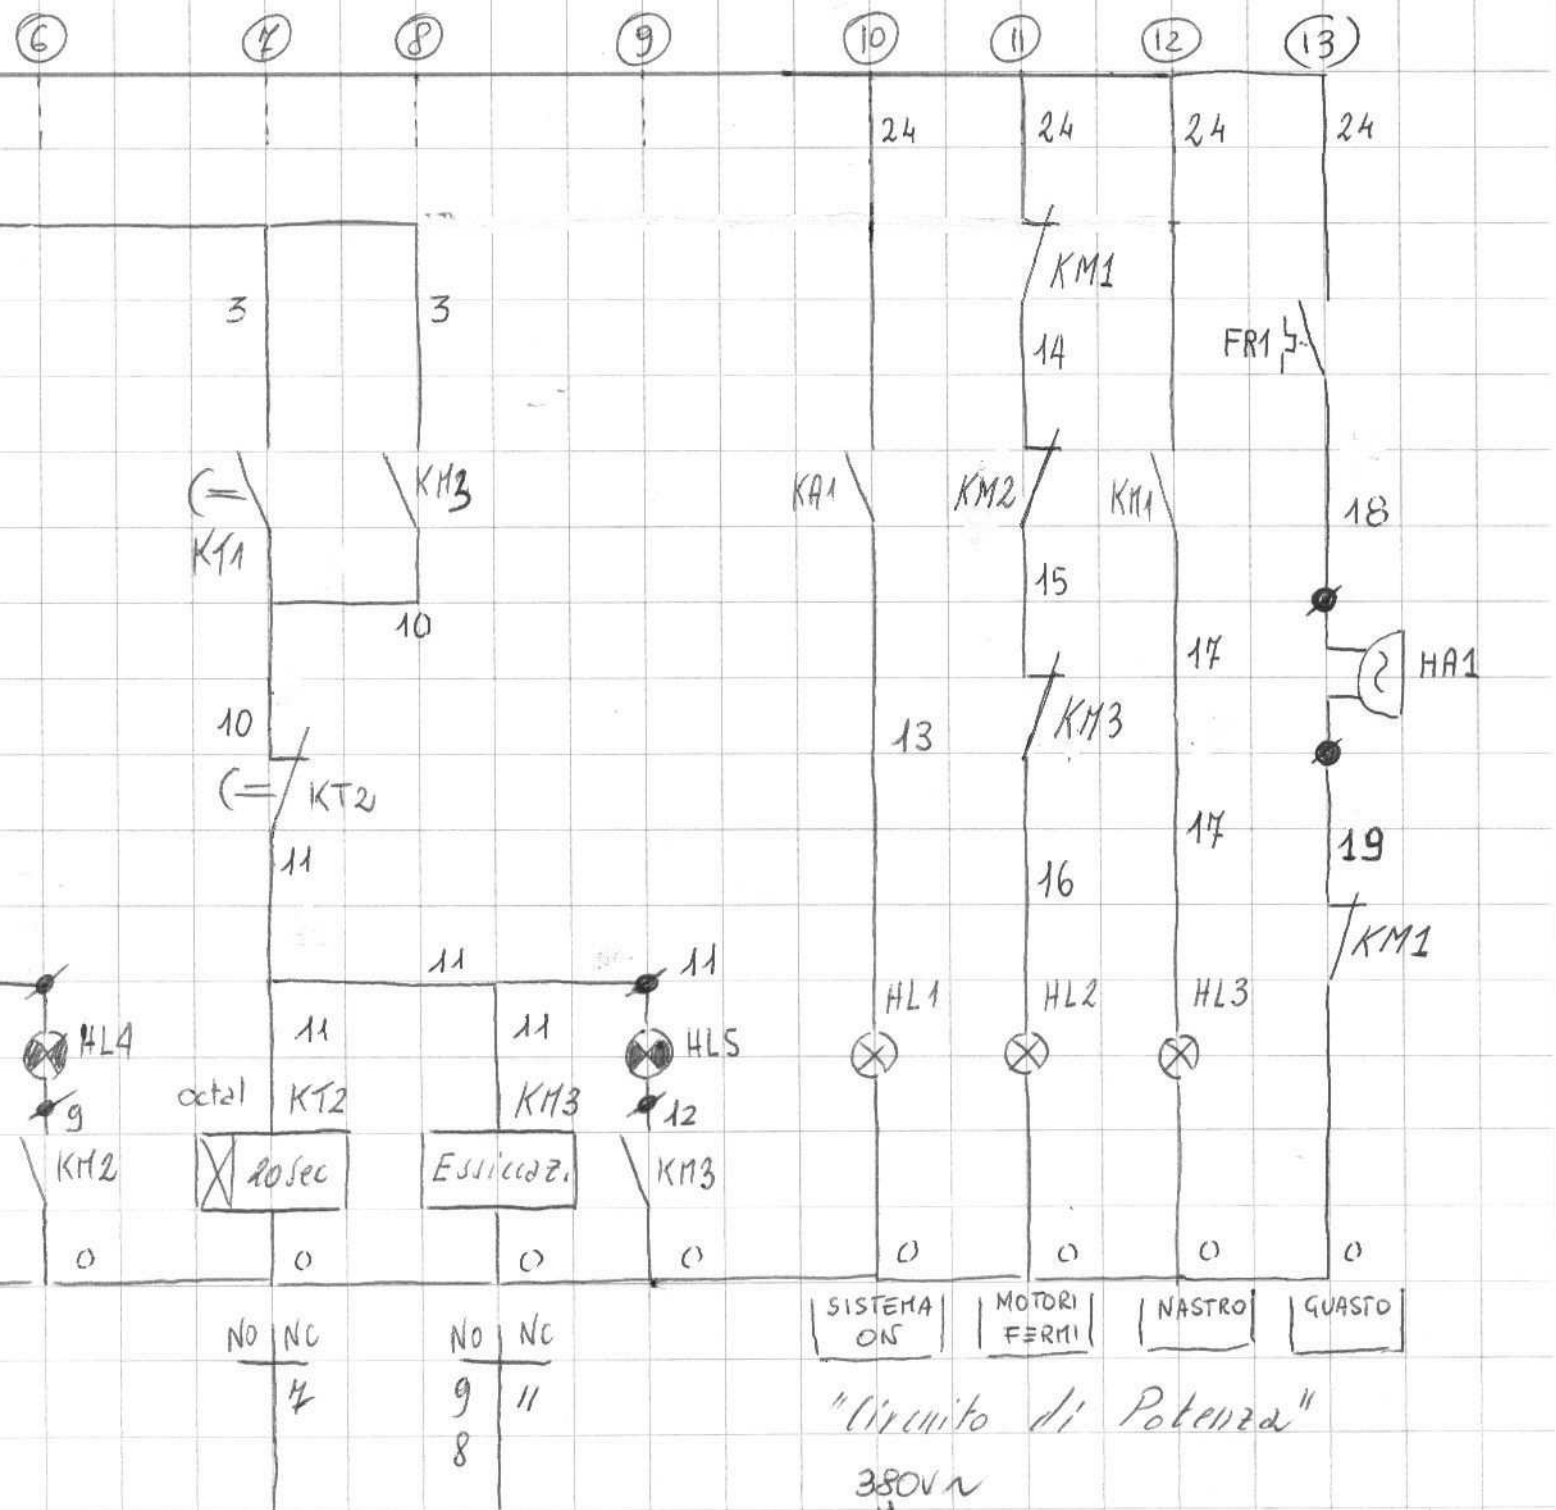 6 7 8 9 10 11 12 13
24 24 24 24
KM1
3 3
14
FR1
KT1 KM3
KA1 KM2 KM1
18
15
10
17
HA1
10
13
KM3
KT2
11
17
19
16
KM1
11 11
HL4 11 11 HL5
HL1 HL2 HL3
octal KT2 KM3
9 12
KM2 20sec Essiccaz. KM3
0 0 0 0 0 0 0 0
SISTEMA ON
MOTORI FERMI
NASTRO
GUASTO
NO NC NO NC
7 9 11
8
"Circuito di Potenza"
380V~